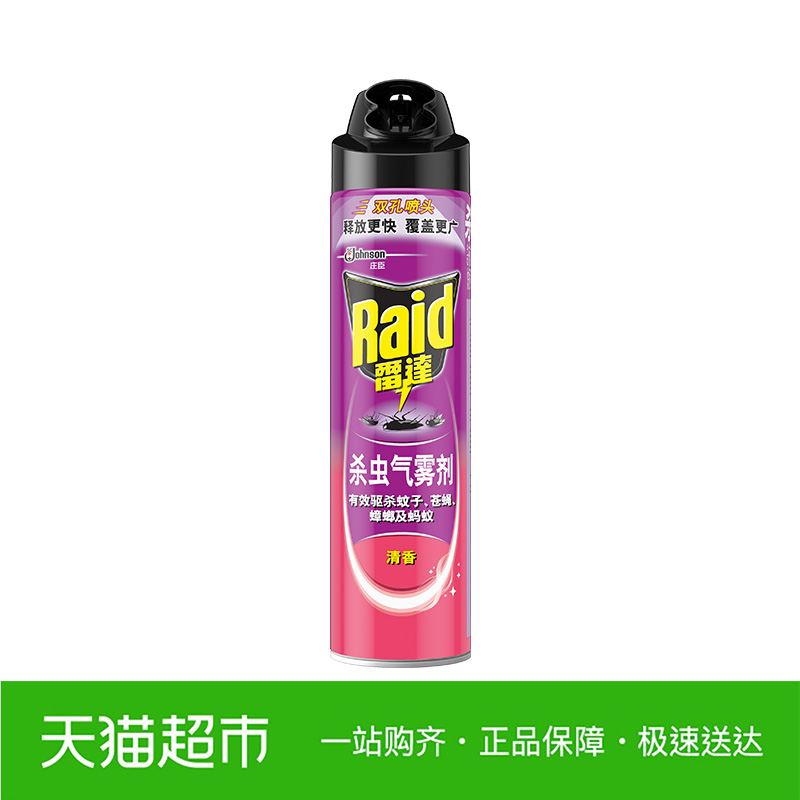 双孔喷头
释放更快 覆盖更广
SC Johnson
庄臣
Raid
雷達
杀虫气雾剂
有效驱杀蚊子、苍蝇、
蟑螂及蚂蚁
清香
天猫超市 一站购齐·正品保障·极速送达